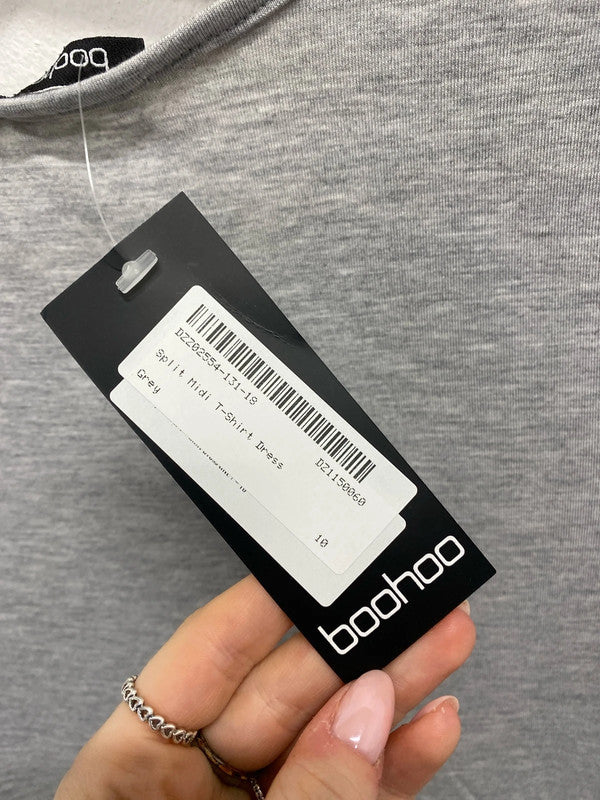 boohoo
DZZ02554-131-18
Split Midi T-Shirt Dress
Grey
DZ1150060
10
boohoo